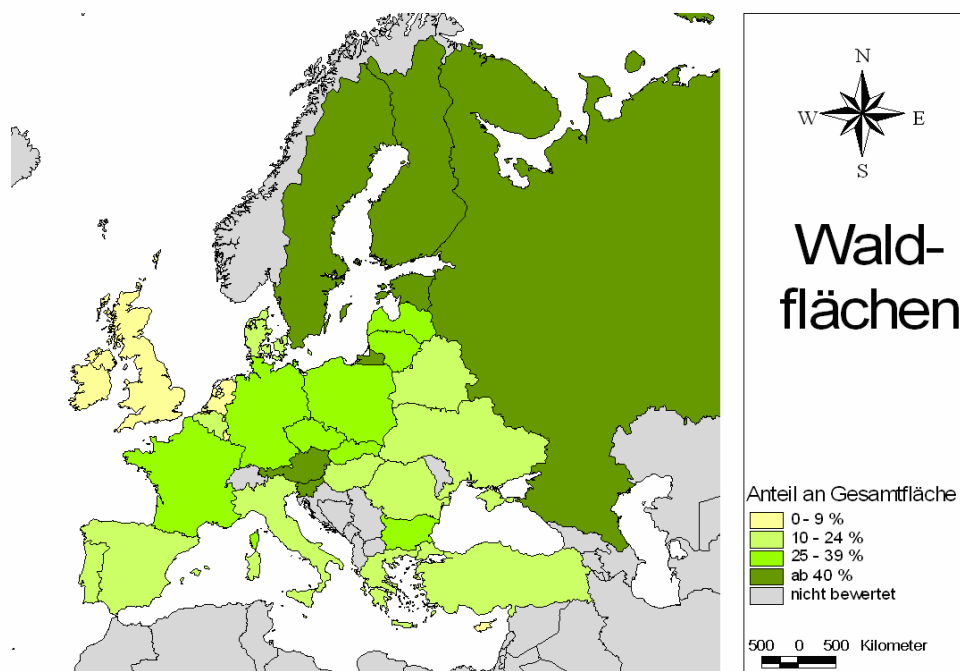 N
W E
S
Wald-
flächen
Anteil an Gesamtfläche
0 - 9 %
10 - 24 %
25 - 39 %
ab 40 %
nicht bewertet
500 0 500 Kilometer